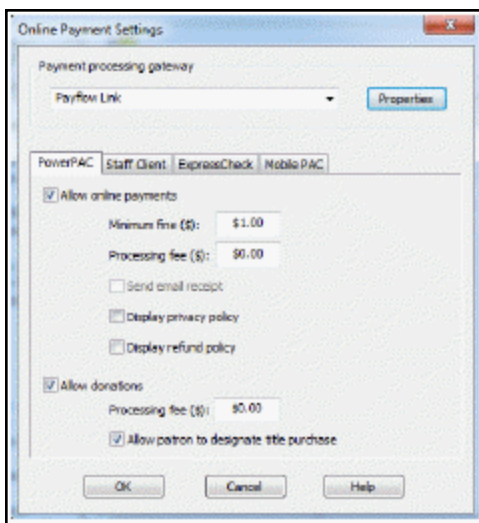 Online Payment Settings
Payment processing gateway
Payflow Link
Properties
PowerPAC Staff Client ExpressCheck Mobile PAC
Allow online payments
Minimum fine ($): $1.00
Processing fee ($): $0.00
Send email receipt
Display privacy policy
Display refund policy
Allow donations
Processing fee ($): $0.00
Allow patron to designate title purchase
OK Cancel Help